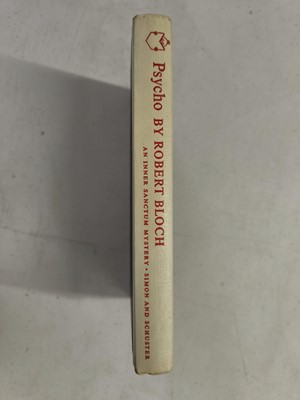 Psycho BY ROBERT BLOCH
AN INNER SANCTUM MYSTERY • SIMON AND SCHUSTER